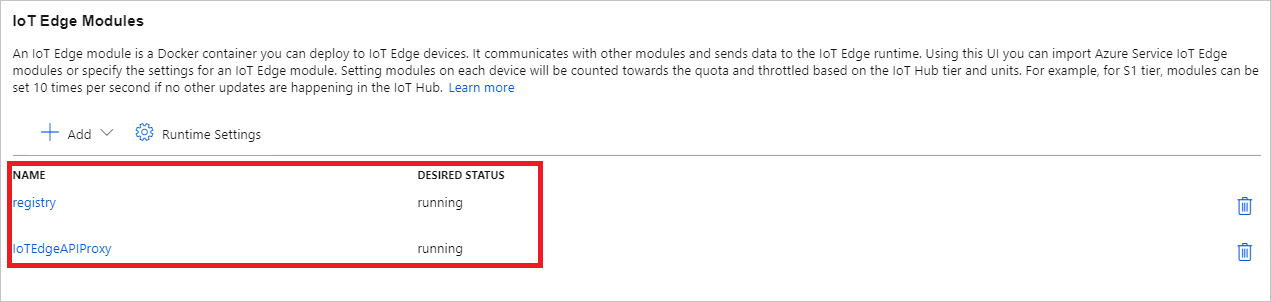 IoT Edge Modules
An IoT Edge module is a Docker container you can deploy to IoT Edge devices. It communicates with other modules and sends data to the IoT Edge runtime. Using this UI you can import Azure Service IoT Edge
modules or specify the settings for an IoT Edge module. Setting modules on each device will be counted towards the quota and throttled based on the IoT Hub tier and units. For example, for S1 tier, modules can be
set 10 times per second if no other updates are happening in the IoT Hub. Learn more
Add Runtime Settings
NAME DESIRED STATUS
registry running
IoTEdgeAPIProxy running